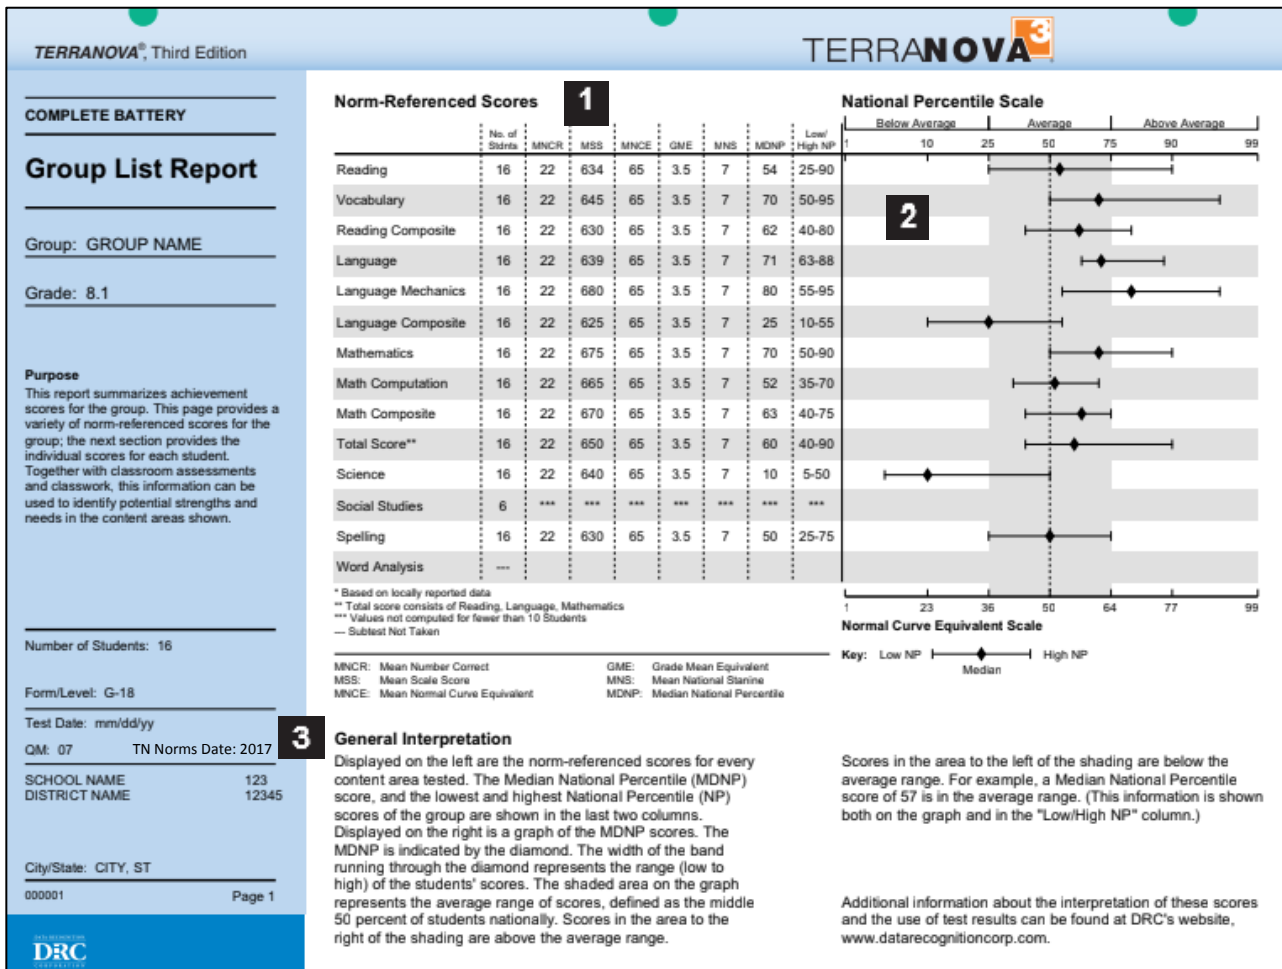 TERRANOVA®, Third Edition
TERRANOVA 3
COMPLETE BATTERY
Group List Report
Group: GROUP NAME
Grade: 8.1
Purpose
This report summarizes achievement
scores for the group. This page provides a
variety of norm-referenced scores for the
group; the next section provides the
individual scores for each student.
Together with classroom assessments
and classwork, this information can be
used to identify potential strengths and
needs in the content areas shown.
Number of Students: 16
Form/Level: G-18
Test Date: mm/dd/yy
QM: 07 TN Norms Date: 2017
SCHOOL NAME 123
DISTRICT NAME 12345
City/State: CITY, ST
000001 Page 1
DATA RECOGNITION
DRC
CORPORATION
Norm-Referenced Scores 1
No. of Stdnts MNCR MSS MNCE GME MNS MDNP Low/ High NP
Reading 16 22 634 65 3.5 7 54 25-90
Vocabulary 16 22 645 65 3.5 7 70 50-95
Reading Composite 16 22 630 65 3.5 7 62 40-80
Language 16 22 639 65 3.5 7 71 63-88
Language Mechanics 16 22 680 65 3.5 7 80 55-95
Language Composite 16 22 625 65 3.5 7 25 10-55
Mathematics 16 22 675 65 3.5 7 70 50-90
Math Computation 16 22 665 65 3.5 7 52 35-70
Math Composite 16 22 670 65 3.5 7 63 40-75
Total Score** 16 22 650 65 3.5 7 60 40-90
Science 16 22 640 65 3.5 7 10 5-50
Social Studies 6 *** *** *** *** *** *** ***
Spelling 16 22 630 65 3.5 7 50 25-75
Word Analysis ---
* Based on locally reported data
** Total score consists of Reading, Language, Mathematics
*** Values not computed for fewer than 10 Students
--- Subtest Not Taken
MNCR: Mean Number Correct GME: Grade Mean Equivalent
MSS: Mean Scale Score MNS: Mean National Stanine
MNCE: Mean Normal Curve Equivalent MDNP: Median National Percentile
National Percentile Scale
Below Average Average Above Average
1 10 25 50 75 90 99
2
1 23 36 50 64 77 99
Normal Curve Equivalent Scale
Key: Low NP High NP
Median
3
General Interpretation
Displayed on the left are the norm-referenced scores for every
content area tested. The Median National Percentile (MDNP)
score, and the lowest and highest National Percentile (NP)
scores of the group are shown in the last two columns.
Displayed on the right is a graph of the MDNP scores. The
MDNP is indicated by the diamond. The width of the band
running through the diamond represents the range (low to
high) of the students' scores. The shaded area on the graph
represents the average range of scores, defined as the middle
50 percent of students nationally. Scores in the area to the
right of the shading are above the average range.
Scores in the area to the left of the shading are below the
average range. For example, a Median National Percentile
score of 57 is in the average range. (This information is shown
both on the graph and in the "Low/High NP" column.)
Additional information about the interpretation of these scores
and the use of test results can be found at DRC's website,
www.datarecognitioncorp.com.